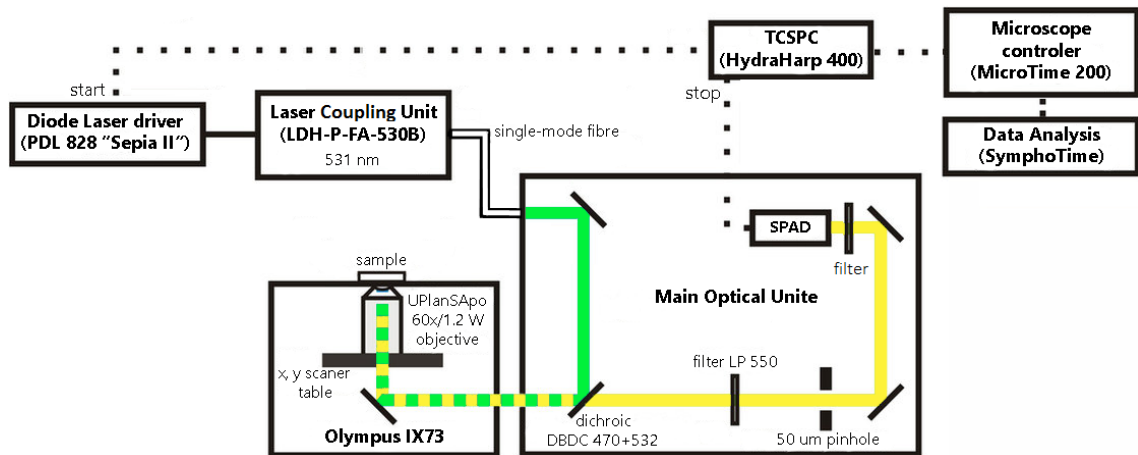 TCSPC
(HydraHarp 400)
Microscope
controler
(MicroTime 200)
start
stop
Diode Laser driver
(PDL 828 "Sepia II")
Laser Coupling Unit
(LDH-P-FA-530B)
531 nm
single-mode fibre
Data Analysis
(SymphoTime)
SPAD
filter
sample
UPlanSApo
60x/1.2 W
objective
Main Optical Unite
x, y scaner
table
filter LP 550
Olympus IX73
dichroic
DBDC 470+532
50 um pinhole